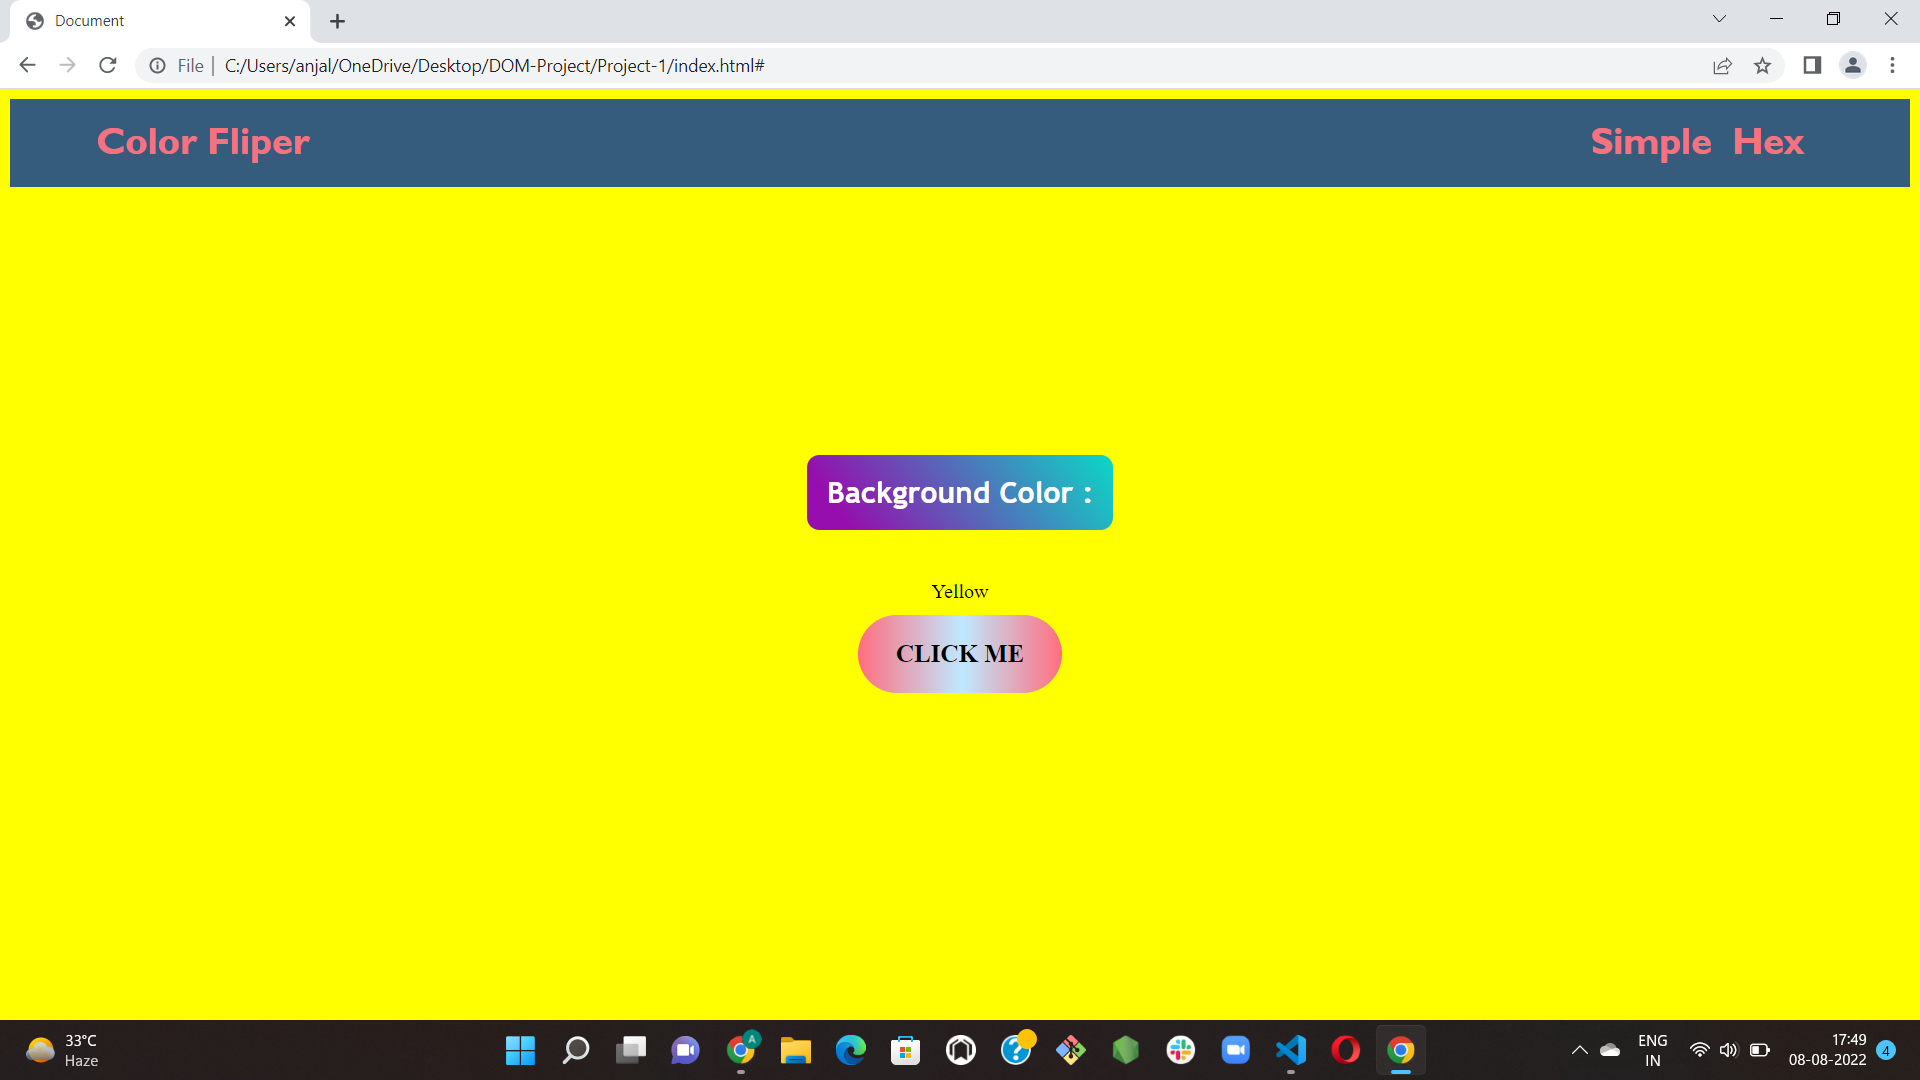 Document
File | C:/Users/anjal/OneDrive/Desktop/DOM-Project/Project-1/index.html#
Color Fliper
Simple Hex
Background Color :
Yellow
CLICK ME
33°C
Haze
A
ENG
IN
17:49
08-08-2022
4